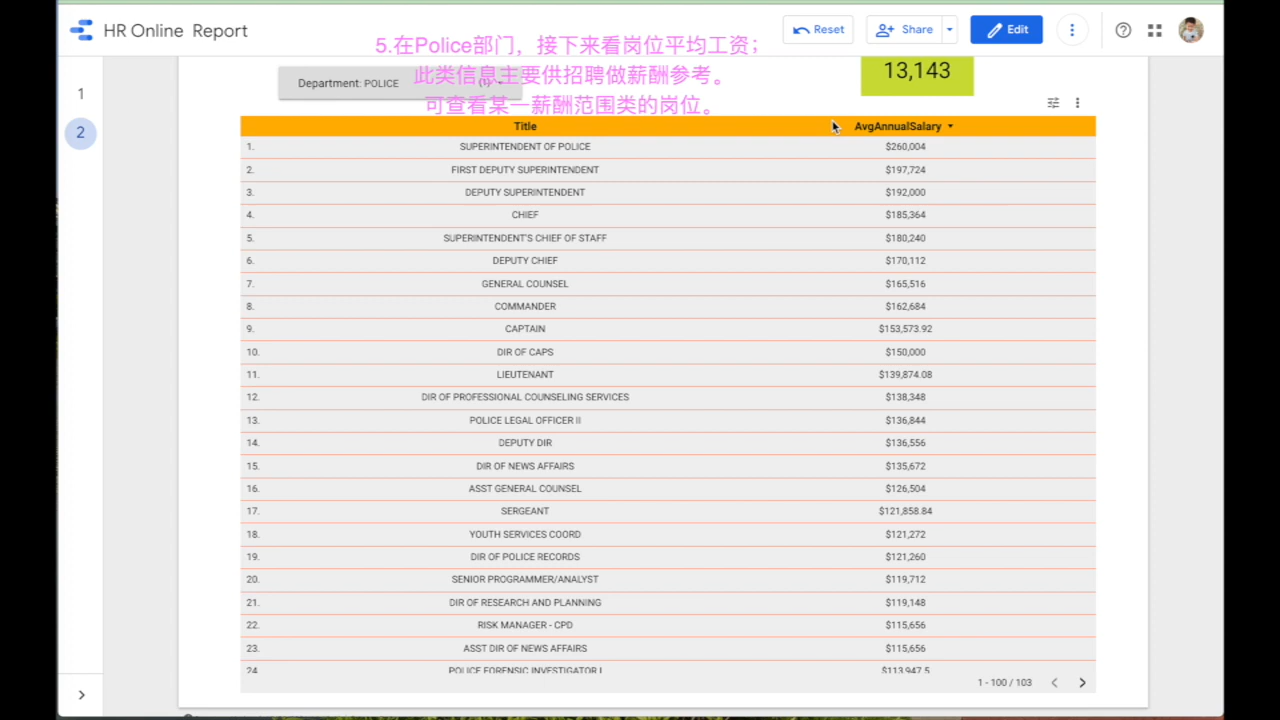 HR Online Report
Reset
Share
Edit
5.在Police部门，接下来看岗位平均工资；
此类信息主要供招聘做薪酬参考。
可查看某一薪酬范围类的岗位。
1
2
Department: POLICE (1)
13,143
Title AvgAnnualSalary
1. SUPERINTENDENT OF POLICE $260,004
2. FIRST DEPUTY SUPERINTENDENT $197,724
3. DEPUTY SUPERINTENDENT $192,000
4. CHIEF $185,364
5. SUPERINTENDENT'S CHIEF OF STAFF $180,240
6. DEPUTY CHIEF $170,112
7. GENERAL COUNSEL $165,516
8. COMMANDER $162,684
9. CAPTAIN $153,573.92
10. DIR OF CAPS $150,000
11. LIEUTENANT $139,874.08
12. DIR OF PROFESSIONAL COUNSELING SERVICES $138,348
13. POLICE LEGAL OFFICER II $136,844
14. DEPUTY DIR $136,556
15. DIR OF NEWS AFFAIRS $135,672
16. ASST GENERAL COUNSEL $126,504
17. SERGEANT $121,858.84
18. YOUTH SERVICES COORD $121,272
19. DIR OF POLICE RECORDS $121,260
20. SENIOR PROGRAMMER/ANALYST $119,712
21. DIR OF RESEARCH AND PLANNING $119,148
22. RISK MANAGER - CPD $115,656
23. ASST DIR OF NEWS AFFAIRS $115,656
24 POLICE FORENSIC INVESTIGATOR I $113,947.5
1 - 100 / 103